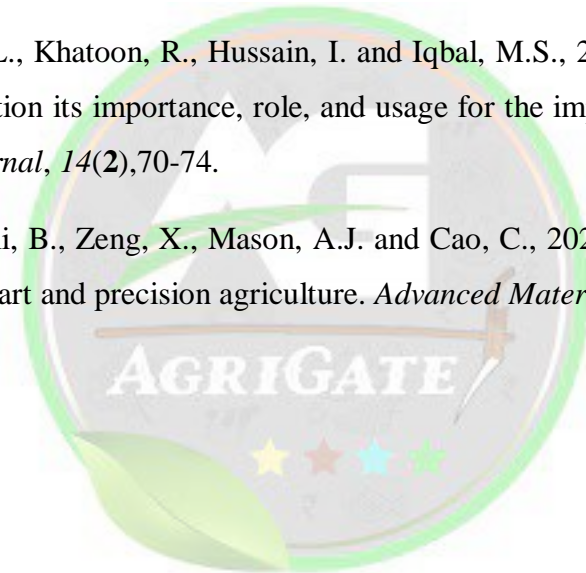 L., Khatoon, R., Hussain, I. and Iqbal, M.S., 2
tion its importance, role, and usage for the im
rnal, 14(2),70-74.
i, B., Zeng, X., Mason, A.J. and Cao, C., 202
art and precision agriculture. Advanced Mater
AGRIGATE